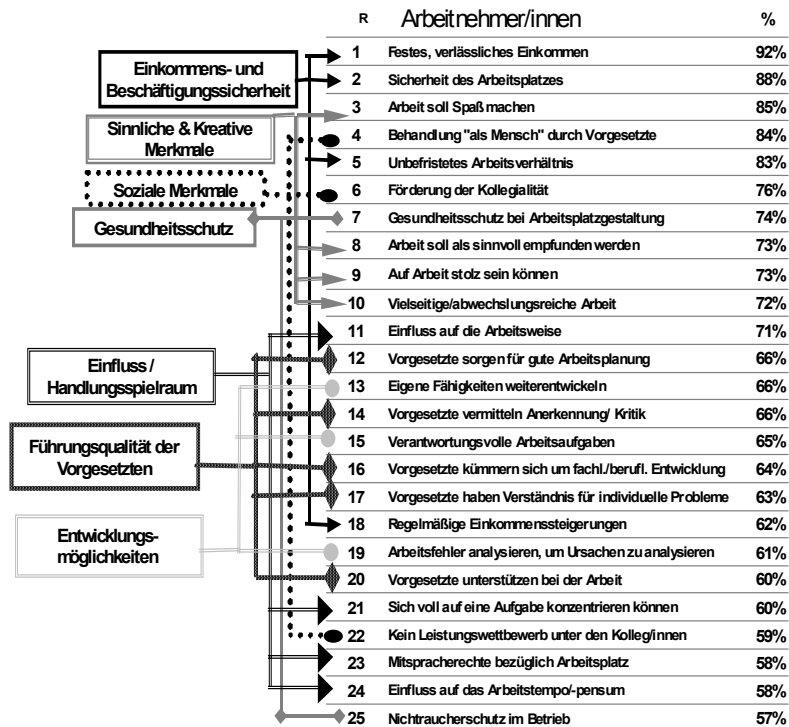 R Arbeitnehmer/innen %
1 Festes, verlässliches Einkommen 92%
Einkommens- und
Beschäftigungssicherheit
2 Sicherheit des Arbeitsplatzes 88%
3 Arbeit soll Spaß machen 85%
Sinnliche & Kreative
Merkmale
4 Behandlung "als Mensch" durch Vorgesetzte 84%
5 Unbefristetes Arbeitsverhältnis 83%
Soziale Merkmale
6 Förderung der Kollegialität 76%
7 Gesundheitsschutz bei Arbeitsplatzgestaltung 74%
Gesundheitsschutz
8 Arbeit soll als sinnvoll empfunden werden 73%
9 Auf Arbeit stolz sein können 73%
10 Vielseitige/abwechslungsreiche Arbeit 72%
11 Einfluss auf die Arbeitsweise 71%
Einfluss /
Handlungsspielraum
12 Vorgesetzte sorgen für gute Arbeitsplanung 66%
13 Eigene Fähigkeiten weiterentwickeln 66%
14 Vorgesetzte vermitteln Anerkennung/ Kritik 66%
Führungsqualität der
Vorgesetzten
15 Verantwortungsvolle Arbeitsaufgaben 65%
16 Vorgesetzte kümmern sich um fachl./berufl. Entwicklung 64%
17 Vorgesetzte haben Verständnis für individuelle Probleme 63%
18 Regelmäßige Einkommenssteigerungen 62%
Entwicklungs-
möglichkeiten
19 Arbeitsfehler analysieren, um Ursachen zu analysieren 61%
20 Vorgesetzte unterstützen bei der Arbeit 60%
21 Sich voll auf eine Aufgabe konzentrieren können 60%
22 Kein Leistungswettbewerb unter den Kolleg/innen 59%
23 Mitspracherechte bezüglich Arbeitsplatz 58%
24 Einfluss auf das Arbeitstempo/-pensum 58%
25 Nichtraucherschutz im Betrieb 57%